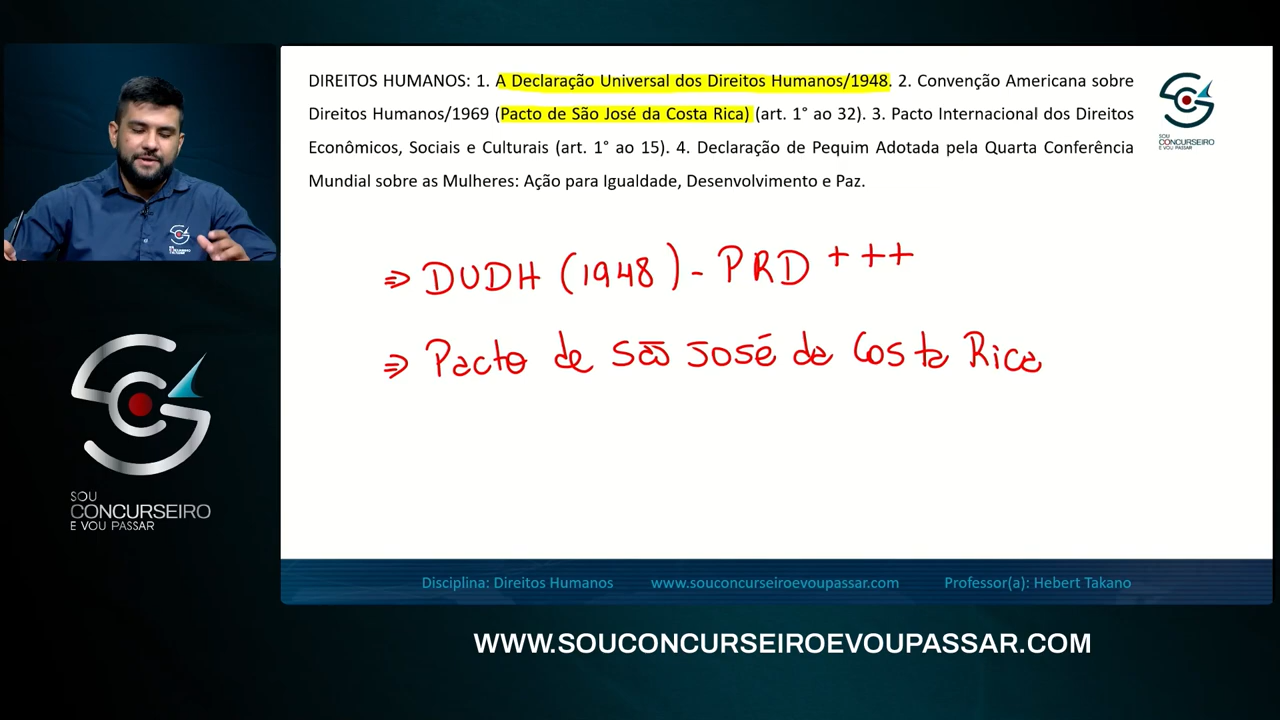 DIREITOS HUMANOS: 1. A Declaração Universal dos Direitos Humanos/1948. 2. Convenção Americana sobre
Direitos Humanos/1969 (Pacto de São José da Costa Rica) (art. 1° ao 32). 3. Pacto Internacional dos Direitos
Econômicos, Sociais e Culturais (art. 1° ao 15). 4. Declaração de Pequim Adotada pela Quarta Conferência
Mundial sobre as Mulheres: Ação para Igualdade, Desenvolvimento e Paz.
SOU
CONCURSEIRO
E VOU PASSAR
⇒ DUDH (1948) - PRD +++
⇒ Pacto de São José da Costa Rica
SOU
CONCURSEIRO
E VOU PASSAR
Disciplina: Direitos Humanos www.souconcurseiroevoupassar.com Professor(a): Hebert Takano
WWW.SOUCONCURSEIROEVOUPASSAR.COM